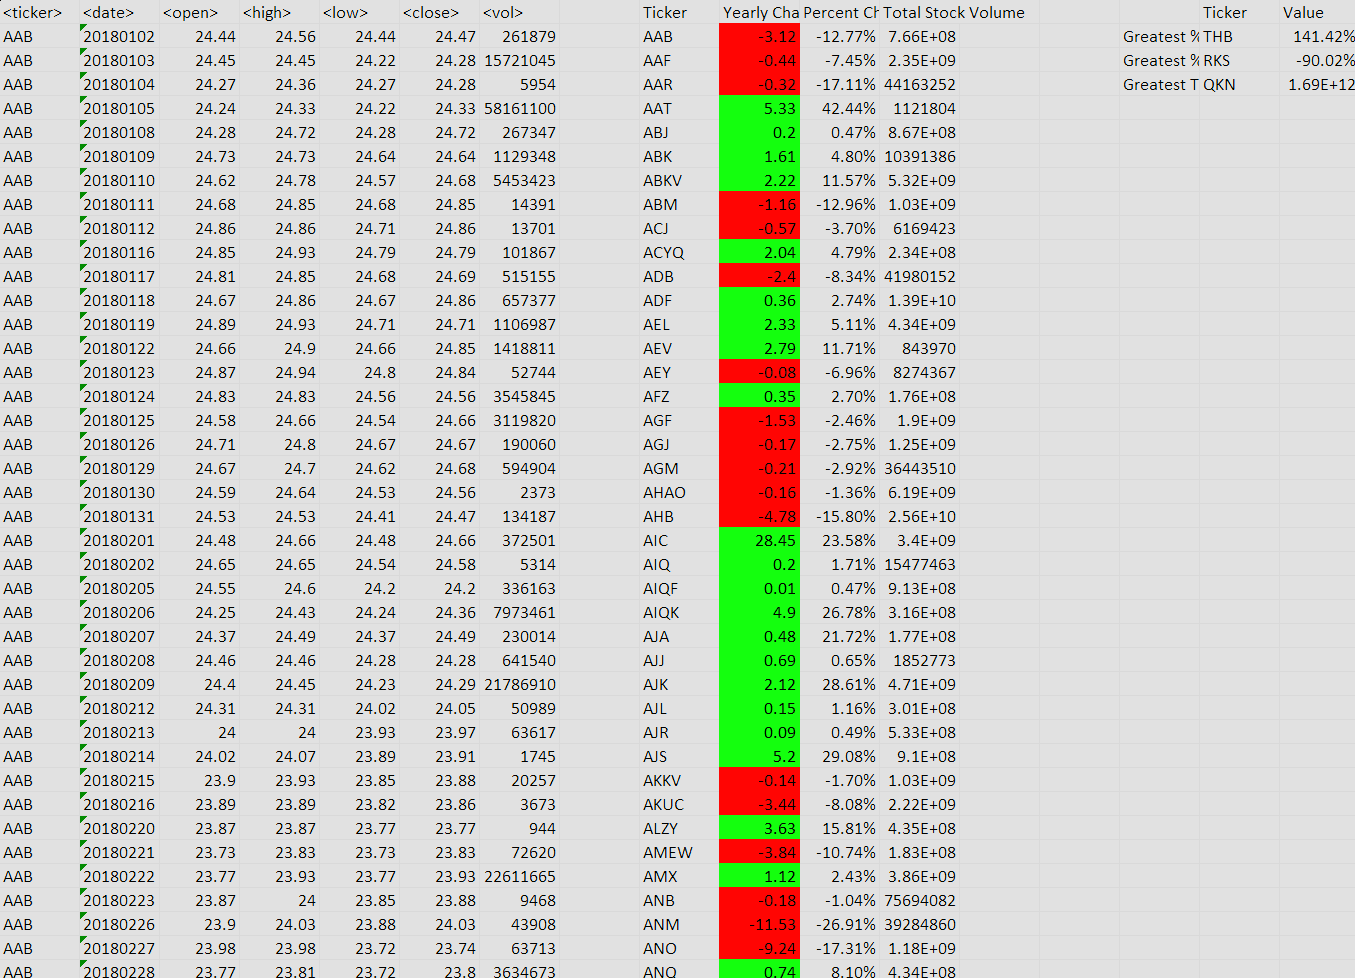 <ticker> <date> <open> <high> <low> <close> <vol> Ticker Yearly Cha Percent Ch Total Stock Volume Ticker Value
AAB 20180102 24.44 24.56 24.44 24.47 261879 AAB -3.12 -12.77% 7.66E+08 Greatest % THB 141.42%
AAB 20180103 24.45 24.45 24.22 24.28 15721045 AAF -0.44 -7.45% 2.35E+09 Greatest % RKS -90.02%
AAB 20180104 24.27 24.36 24.27 24.28 5954 AAR -0.32 -17.11% 44163252 Greatest T QKN 1.69E+12
AAB 20180105 24.24 24.33 24.22 24.33 58161100 AAT 5.33 42.44% 1121804
AAB 20180108 24.28 24.72 24.28 24.72 267347 ABJ 0.2 0.47% 8.67E+08
AAB 20180109 24.73 24.73 24.64 24.64 1129348 ABK 1.61 4.80% 10391386
AAB 20180110 24.62 24.78 24.57 24.68 5453423 ABKV 2.22 11.57% 5.32E+09
AAB 20180111 24.68 24.85 24.68 24.85 14391 ABM -1.16 -12.96% 1.03E+09
AAB 20180112 24.86 24.86 24.71 24.86 13701 ACJ -0.57 -3.70% 6169423
AAB 20180116 24.85 24.93 24.79 24.79 101867 ACYQ 2.04 4.79% 2.34E+08
AAB 20180117 24.81 24.85 24.68 24.69 515155 ADB -2.4 -8.34% 41980152
AAB 20180118 24.67 24.86 24.67 24.86 657377 ADF 0.36 2.74% 1.39E+10
AAB 20180119 24.89 24.93 24.71 24.71 1106987 AEL 2.33 5.11% 4.34E+09
AAB 20180122 24.66 24.9 24.66 24.85 1418811 AEV 2.79 11.71% 843970
AAB 20180123 24.87 24.94 24.8 24.84 52744 AEY -0.08 -6.96% 8274367
AAB 20180124 24.83 24.83 24.56 24.56 3545845 AFZ 0.35 2.70% 1.76E+08
AAB 20180125 24.58 24.66 24.54 24.66 3119820 AGF -1.53 -2.46% 1.9E+09
AAB 20180126 24.71 24.8 24.67 24.67 190060 AGJ -0.17 -2.75% 1.25E+09
AAB 20180129 24.67 24.7 24.62 24.68 594904 AGM -0.21 -2.92% 36443510
AAB 20180130 24.59 24.64 24.53 24.56 2373 AHAO -0.16 -1.36% 6.19E+09
AAB 20180131 24.53 24.53 24.41 24.47 134187 AHB -4.78 -15.80% 2.56E+10
AAB 20180201 24.48 24.66 24.48 24.66 372501 AIC 28.45 23.58% 3.4E+09
AAB 20180202 24.65 24.65 24.54 24.58 5314 AIQ 0.2 1.71% 15477463
AAB 20180205 24.55 24.6 24.2 24.2 336163 AIQF 0.01 0.47% 9.13E+08
AAB 20180206 24.25 24.43 24.24 24.36 7973461 AIQK 4.9 26.78% 3.16E+08
AAB 20180207 24.37 24.49 24.37 24.49 230014 AJA 0.48 21.72% 1.77E+08
AAB 20180208 24.46 24.46 24.28 24.28 641540 AJJ 0.69 0.65% 1852773
AAB 20180209 24.4 24.45 24.23 24.29 21786910 AJK 2.12 28.61% 4.71E+09
AAB 20180212 24.31 24.31 24.02 24.05 50989 AJL 0.15 1.16% 3.01E+08
AAB 20180213 24 24 23.93 23.97 63617 AJR 0.09 0.49% 5.33E+08
AAB 20180214 24.02 24.07 23.89 23.91 1745 AJS 5.2 29.08% 9.1E+08
AAB 20180215 23.9 23.93 23.85 23.88 20257 AKKV -0.14 -1.70% 1.03E+09
AAB 20180216 23.89 23.89 23.82 23.86 3673 AKUC -3.44 -8.08% 2.22E+09
AAB 20180220 23.87 23.87 23.77 23.77 944 ALZY 3.63 15.81% 4.35E+08
AAB 20180221 23.73 23.83 23.73 23.83 72620 AMEW -3.84 -10.74% 1.83E+08
AAB 20180222 23.77 23.93 23.77 23.93 22611665 AMX 1.12 2.43% 3.86E+09
AAB 20180223 23.87 24 23.85 23.88 9468 ANB -0.18 -1.04% 75694082
AAB 20180226 23.9 24.03 23.88 24.03 43908 ANM -11.53 -26.91% 39284860
AAB 20180227 23.98 23.98 23.72 23.74 63713 ANO -9.24 -17.31% 1.18E+09
AAB 20180228 23.77 23.81 23.72 23.8 3634673 ANQ 0.74 8.10% 4.34E+08